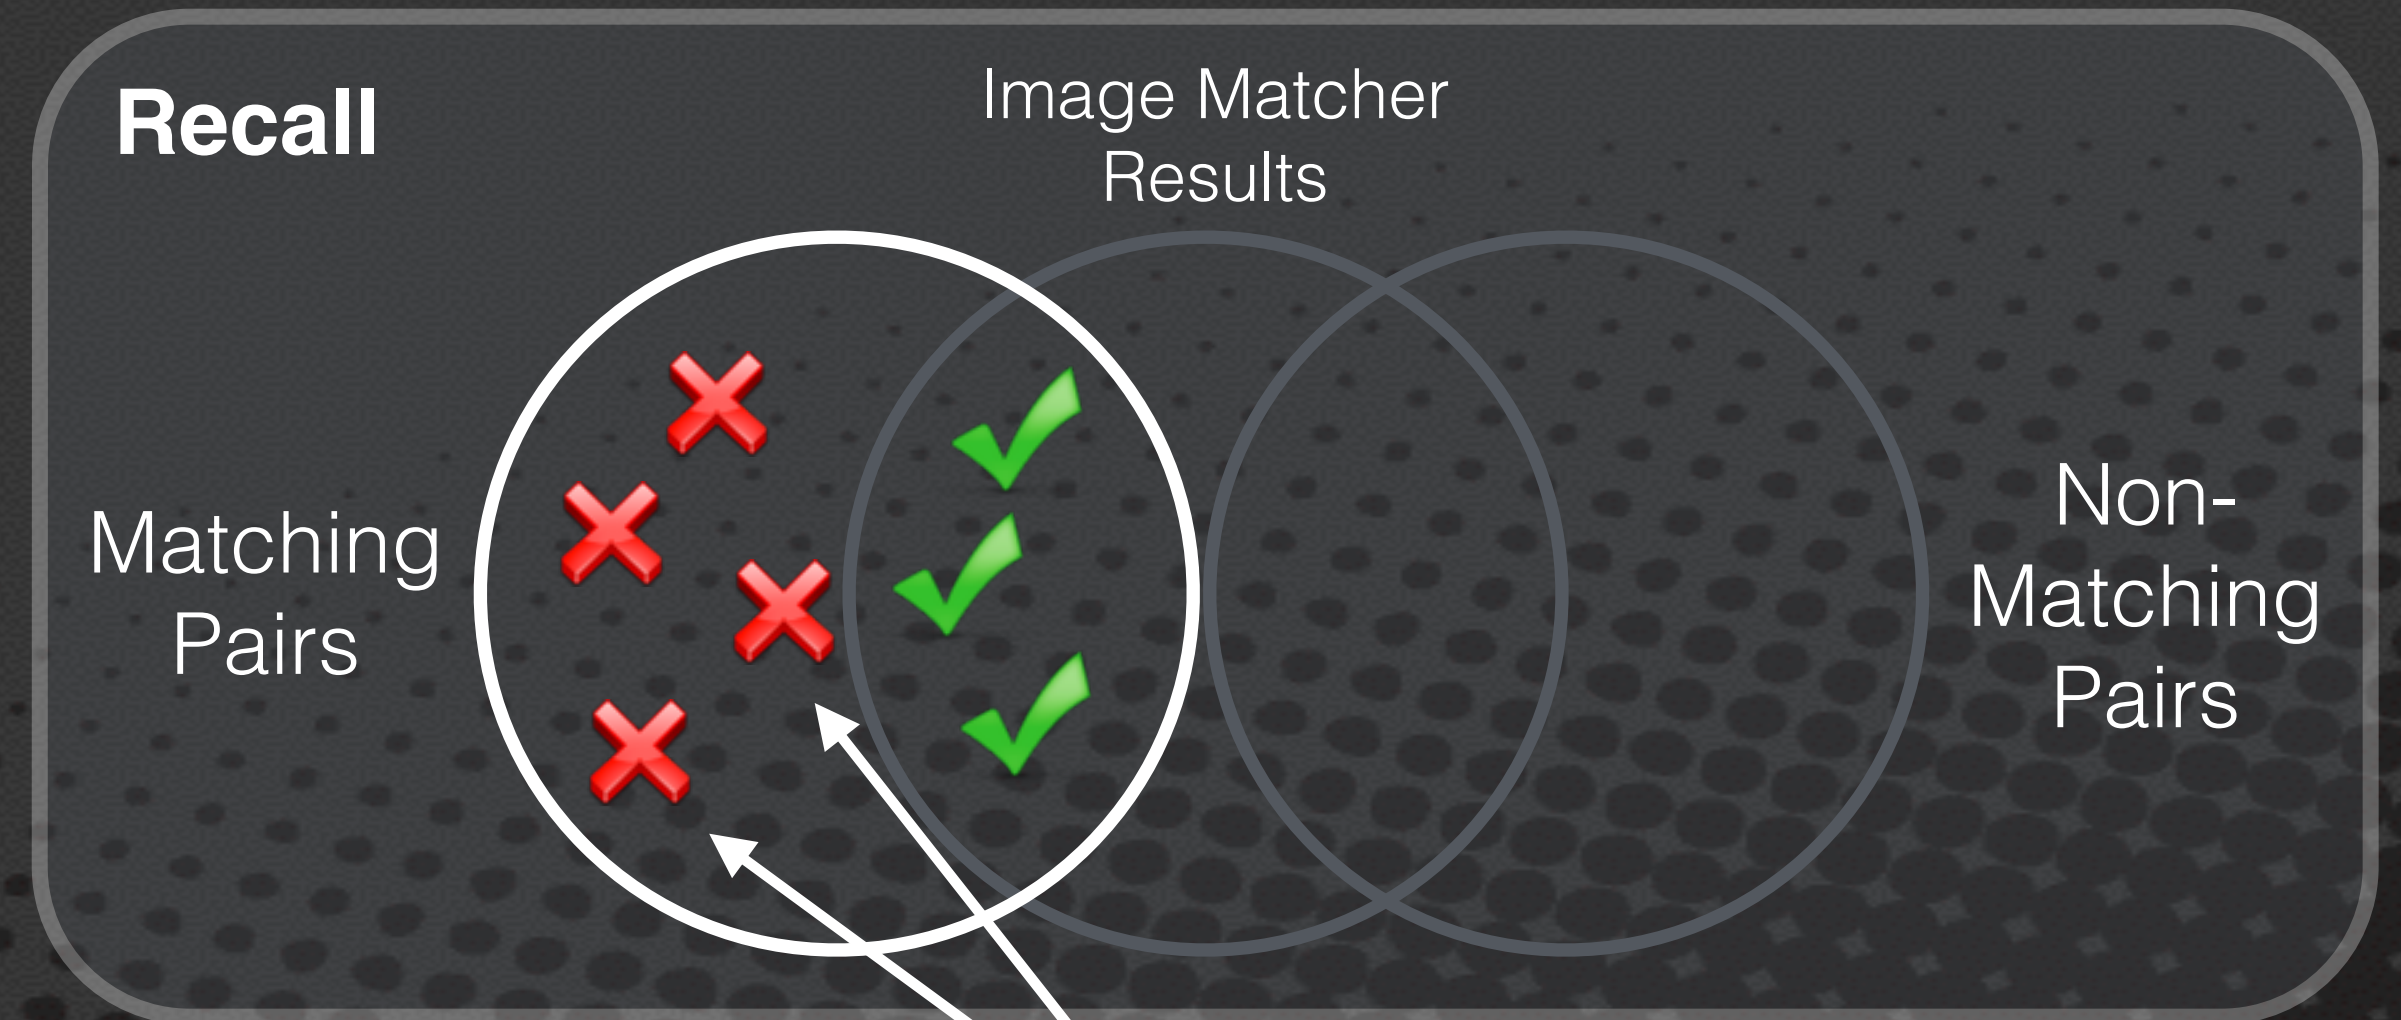 Recall
Image Matcher
Results
Matching
Pairs
Non-
Matching
Pairs